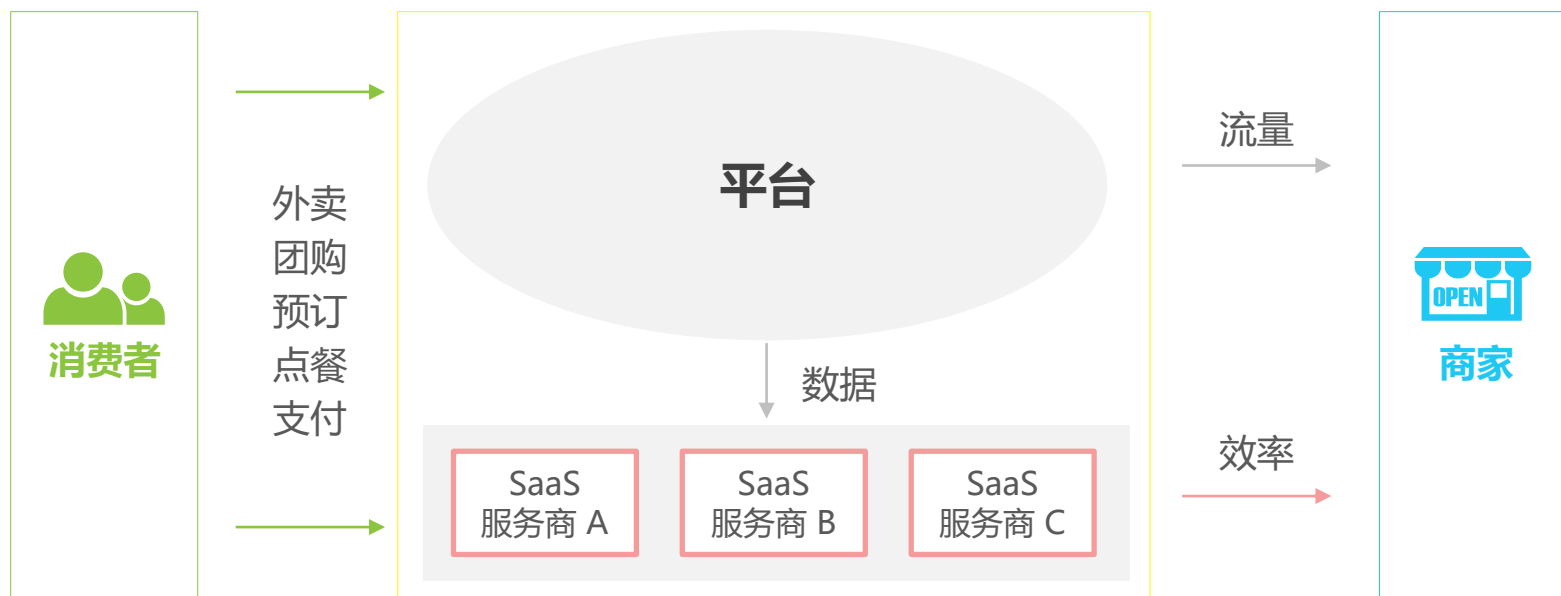 消费者
外卖
团购
预订
点餐
支付
平台
数据
SaaS
服务商 A
SaaS
服务商 B
SaaS
服务商 C
流量
效率
OPEN
商家